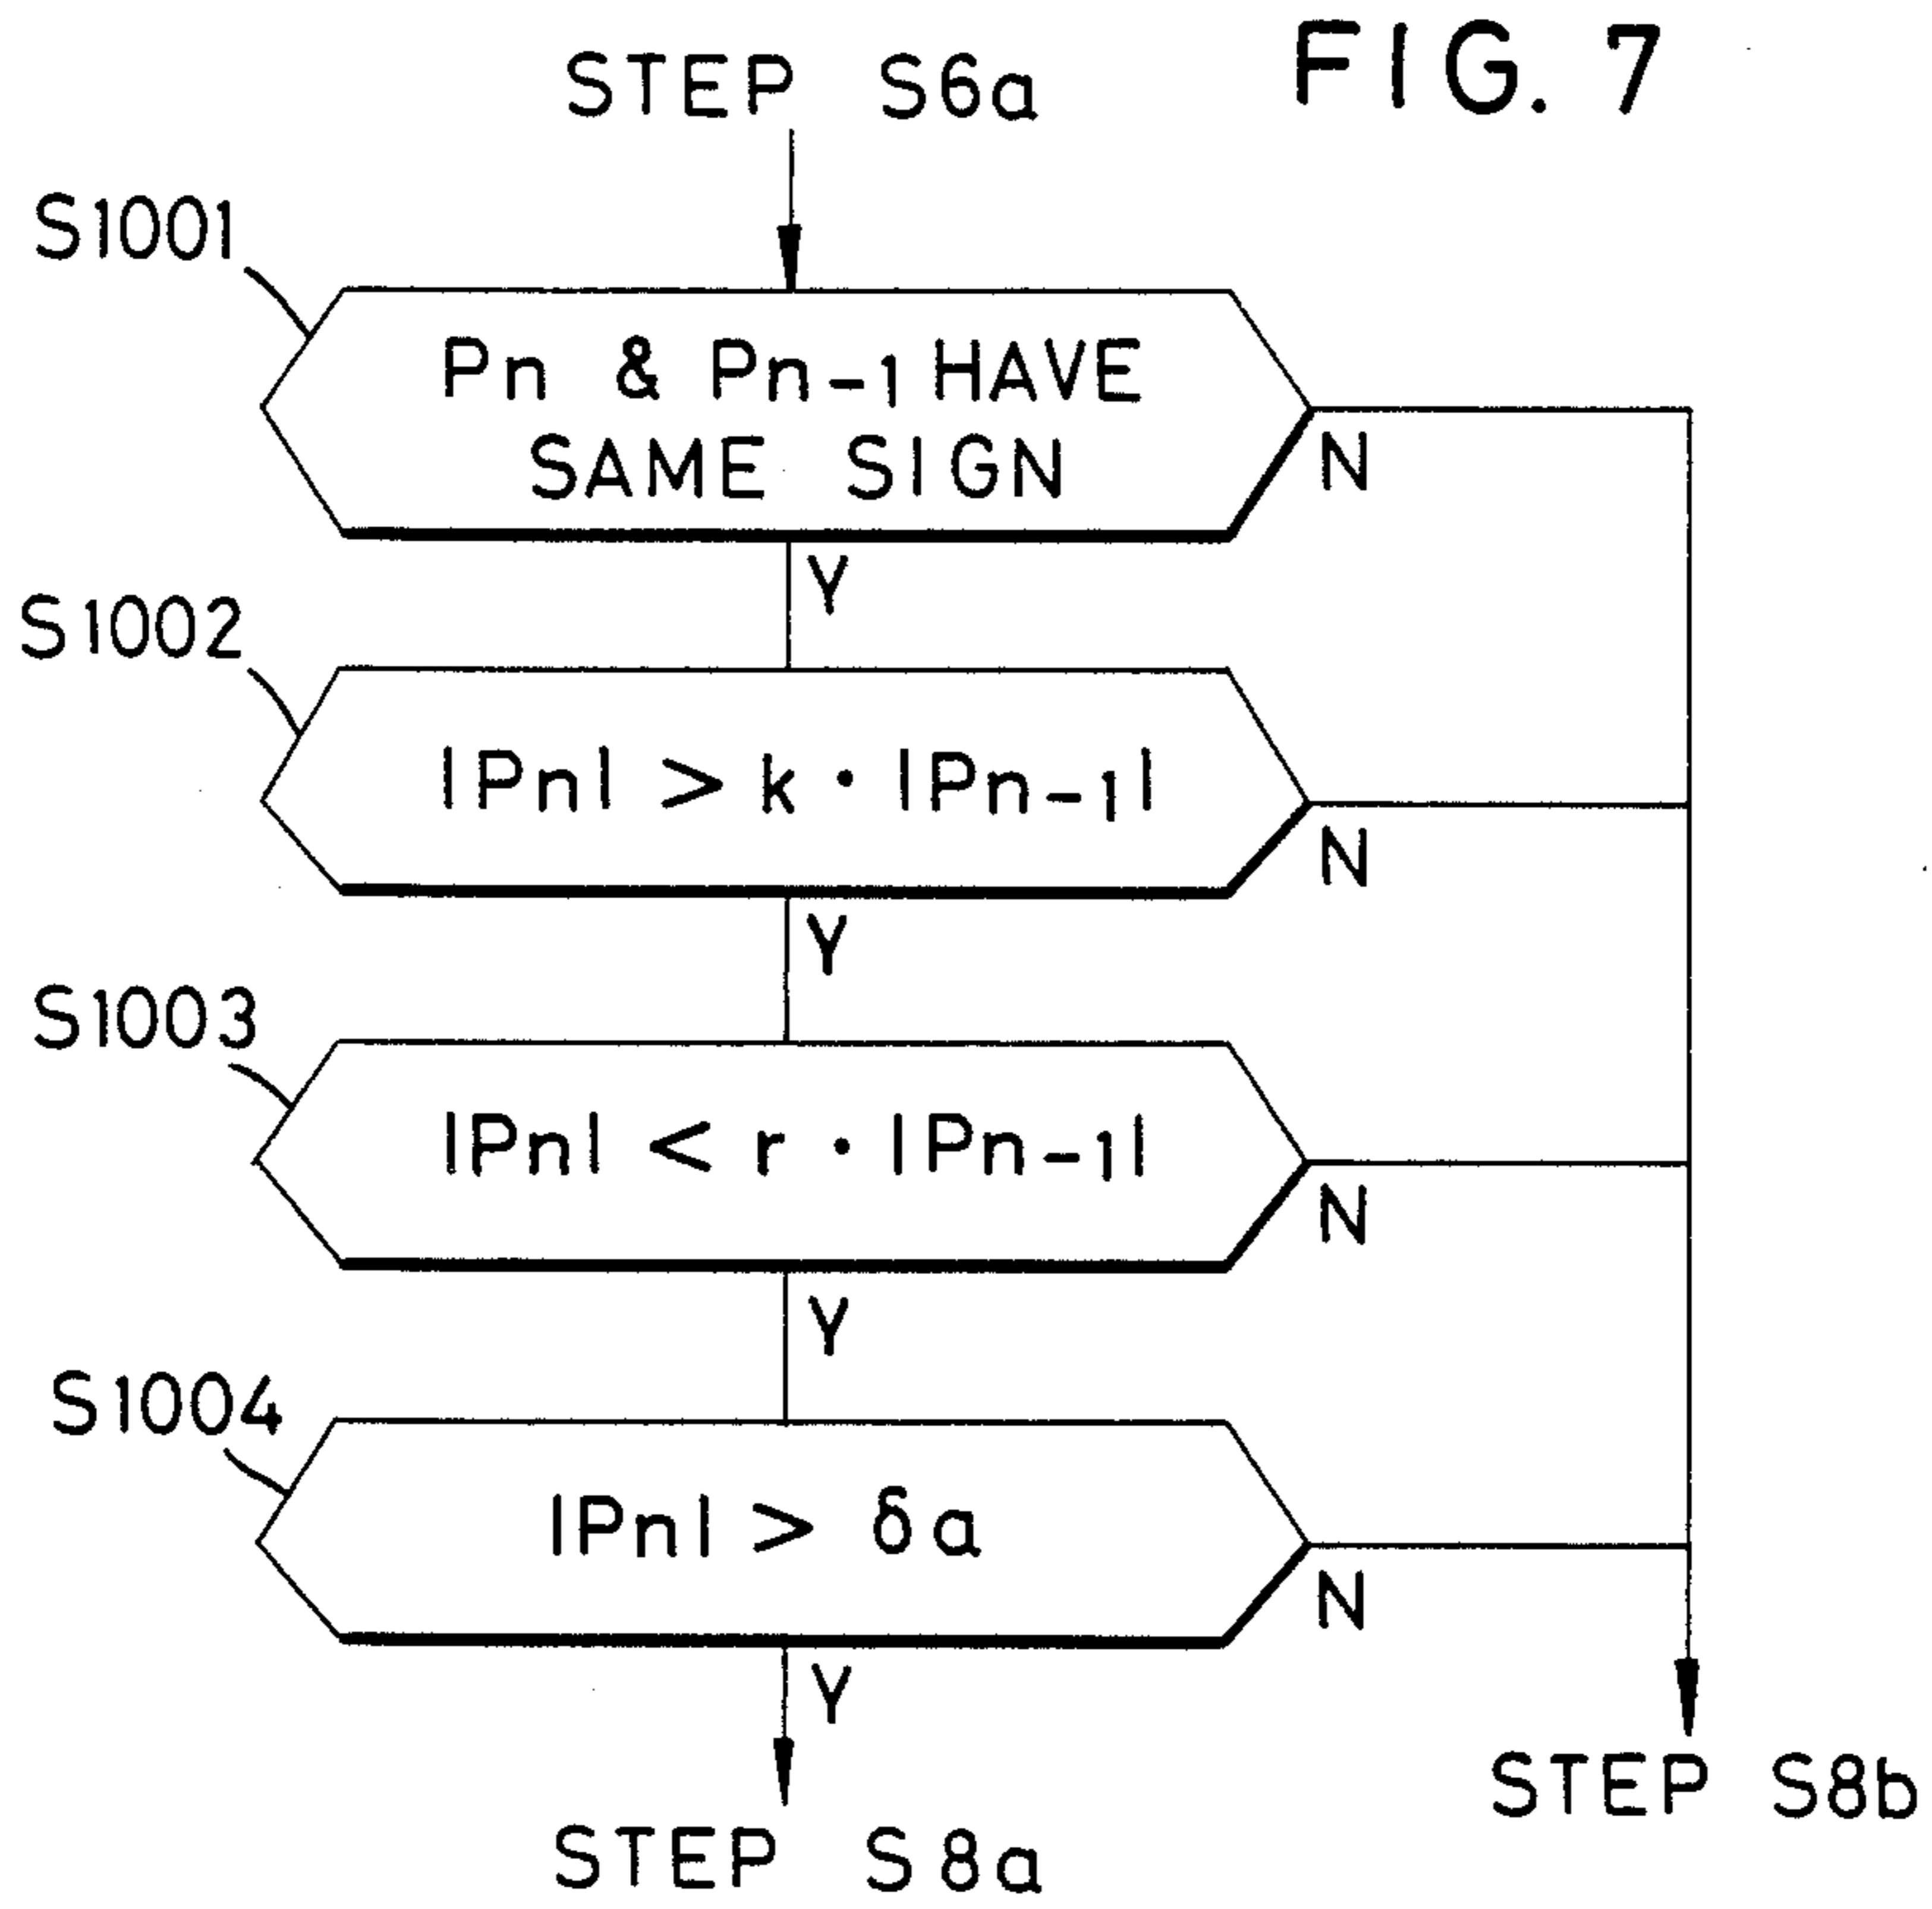 FIG. 7
STEP S6a
S1001
Pn & Pn-1 HAVE
SAME SIGN
N
Y
S1002
|Pn| > k · |Pn-1|
N
Y
S1003
|Pn| < r · |Pn-1|
N
Y
S1004
|Pn| > δa
N
Y
STEP S8b
STEP S8a